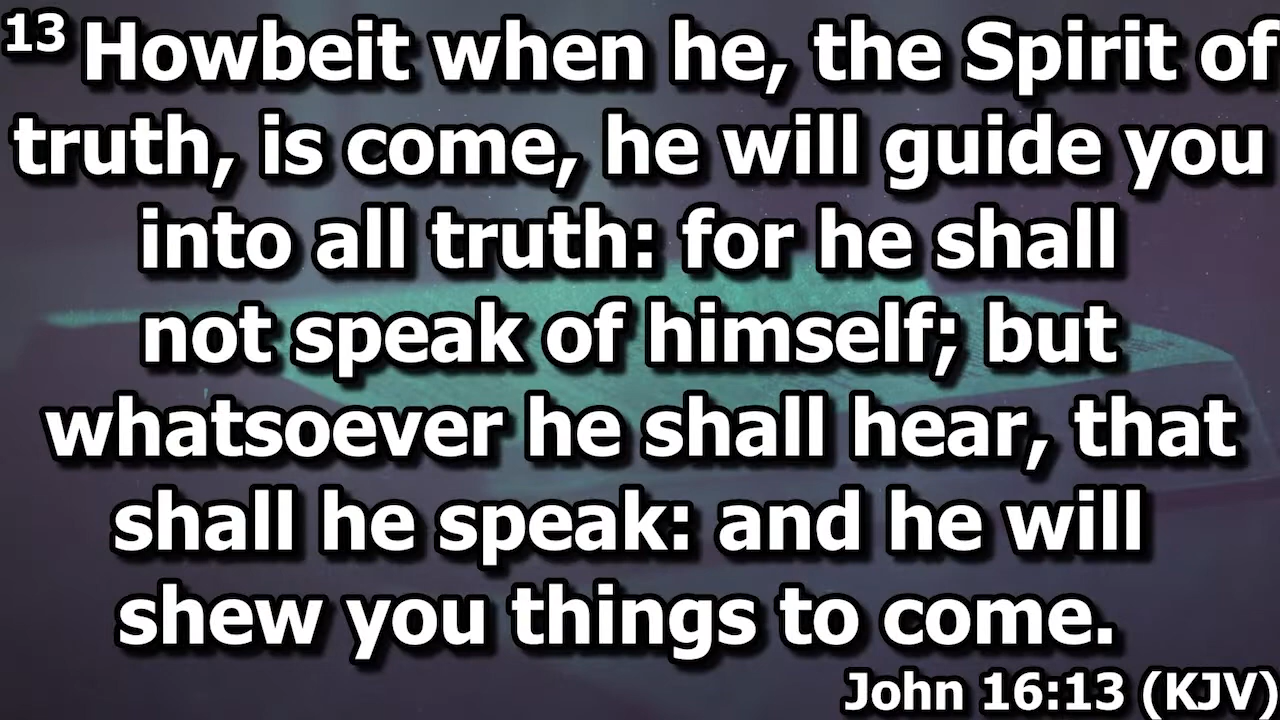 13 Howbeit when he, the Spirit of
truth, is come, he will guide you
into all truth: for he shall
not speak of himself; but
whatsoever he shall hear, that
shall he speak: and he will
shew you things to come.
John 16:13 (KJV)